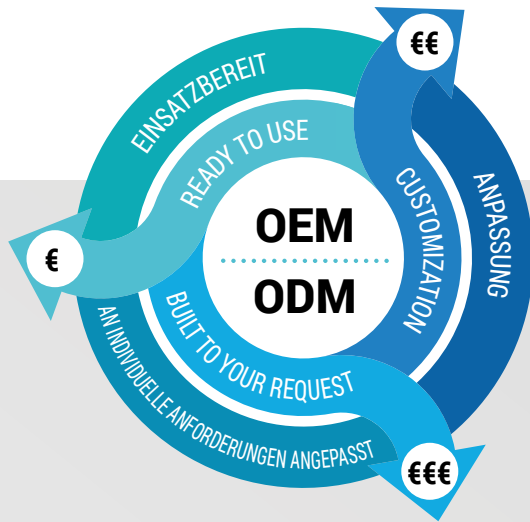 €€
EINSATZBEREIT
READY TO USE
ANPASSUNG
CUSTOMIZATION
OEM
ODM
€
BUILT TO YOUR REQUEST
AN INDIVIDUELLE ANFORDERUNGEN ANGEPASST
€€€